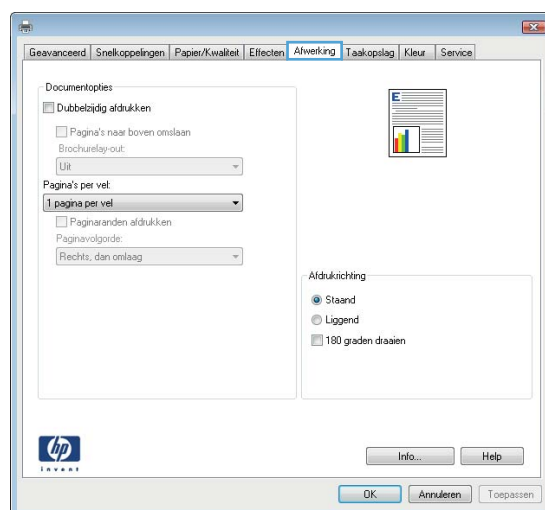 Geavanceerd Snelkoppelingen Papier/Kwaliteit Effecten Afwerking Taakopslag Kleur Service
Documentopties
Dubbelzijdig afdrukken
Pagina's naar boven omslaan
Brochurelay-out:
Uit
Pagina's per vel:
1 pagina per vel
Paginaranden afdrukken
Paginavolgorde:
Rechts, dan omlaag
E
Afdrukrichting
Staand
Liggend
180 graden draaien
hp
invent
Info... Help
OK Annuleren Toepassen